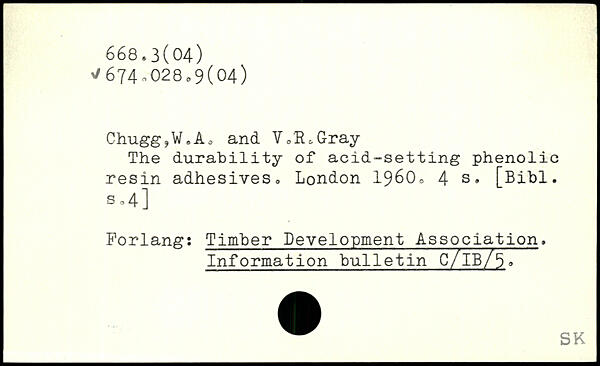 668.3(04)
✓674.028.9(04)
Chugg,W.A. and V.R.Gray
The durability of acid-setting phenolic
resin adhesives. London 1960. 4 s. [Bibl.
s.4]
Forlang: Timber Development Association.
Information bulletin C/IB/5.
SK